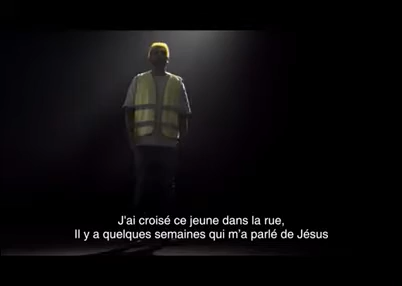 J'ai croisé ce jeune dans la rue,
Il y a quelques semaines qui m'a parlé de Jésus